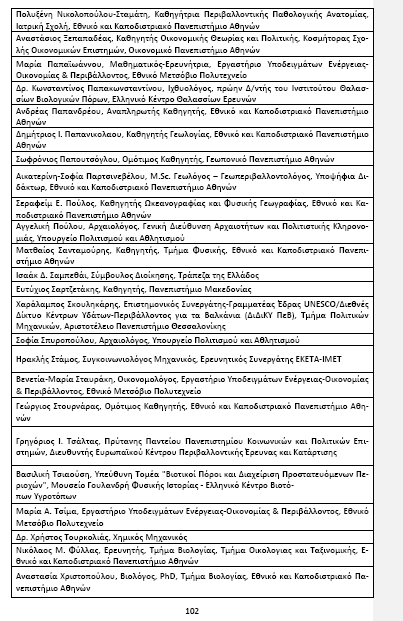 Πολυξένη Νικολοπούλου-Σταμάτη, Καθηγήτρια Περιβαλλοντικής Παθολογικής Ανατομίας,
Ιατρική Σχολή, Εθνικό και Καποδιστριακό Πανεπιστήμιο Αθηνών
Αναστάσιος Ξεπαπαδέας, Καθηγητής Οικονομικής Θεωρίας και Πολιτικής, Κοσμήτορας Σχο-
λής Οικονομικών Επιστημών, Οικονομικό Πανεπιστήμιο Αθηνών
Μαρία Παπαϊωάννου, Μαθηματικός-Ερευνήτρια, Εργαστήριο Υποδειγμάτων Ενέργειας-
Οικονομίας & Περιβάλλοντος, Εθνικό Μετσόβιο Πολυτεχνείο
Δρ. Κωνσταντίνος Παπακωνσταντίνου, Ιχθυολόγος, πρώην Δ/ντής του Ινστιτούτου Θαλασ-
σίων Βιολογικών Πόρων, Ελληνικό Κέντρο Θαλασσίων Ερευνών
Ανδρέας Παπανδρέου, Αναπληρωτής Καθηγητής, Εθνικό και Καποδιστριακό Πανεπιστήμιο
Αθηνών
Δημήτριος Ι. Παπανικολαου, Καθηγητής Γεωλογίας, Εθνικό και Καποδιστριακό Πανεπιστήμιο
Αθηνών
Σωφρόνιος Παπουτσόγλου, Ομότιμος Καθηγητής, Γεωπονικό Πανεπιστήμιο Αθηνών
Αικατερίνη-Σοφία Παρτσινεβέλου, M.Sc. Γεωλόγος – Γεωπεριβαλλοντολόγος, Υποψήφια Δι-
δάκτωρ, Εθνικό και Καποδιστριακό Πανεπιστήμιο Αθηνών
Σεραφείμ Ε. Πούλος, Καθηγητής Ωκεανογραφίας και Φυσικής Γεωγραφίας, Εθνικό και Κα-
ποδιστριακό Πανεπιστήμιο Αθηνών
Αγγελική Πούλου, Αρχαιολόγος, Γενική Διεύθυνση Αρχαιοτήτων και Πολιτιστικής Κληρονο-
μιάς, Υπουργείο Πολιτισμού και Αθλητισμού
Ματθαίος Σανταμούρης, Καθηγητής, Τμήμα Φυσικής, Εθνικό και Καποδιστριακό Πανεπι-
στήμιο Αθηνών
Ισαάκ Δ. Σαμπεθάι, Σύμβουλος Διοίκησης, Τράπεζα της Ελλάδος
Ευτύχιος Σαρτζετάκης, Καθηγητής, Πανεπιστήμιο Μακεδονίας
Χαράλαμπος Σκουληκάρης, Επιστημονικός Συνεργάτης-Γραμματέας Έδρας UNESCO/Διεθνές
Δίκτυο Κέντρων Υδάτων-Περιβάλλοντος για τα Βαλκάνια (ΔιΔιΚΥ ΠεΒ), Τμήμα Πολιτικών
Μηχανικών, Αριστοτέλειο Πανεπιστήμιο Θεσσαλονίκης
Σοφία Σπυροπούλου, Αρχαιολόγος, Υπουργείο Πολιτισμού και Αθλητισμού
Ηρακλής Στάμος, Συγκοινωνιολόγος Μηχανικός, Ερευνητικός Συνεργάτης ΕΚΕΤΑ-ΙΜΕΤ
Βενετία-Μαρία Σταυράκη, Οικονομολόγος, Εργαστήριο Υποδειγμάτων Ενέργειας-Οικονομίας
& Περιβάλλοντος, Εθνικό Μετσόβιο Πολυτεχνείο
Γεώργιος Στουρνάρας, Ομότιμος Καθηγητής, Εθνικό και Καποδιστριακό Πανεπιστήμιο Αθη-
νών
Γρηγόριος Ι. Τσάλτας, Πρύτανης Παντείου Πανεπιστημίου Κοινωνικών και Πολιτικών Επι-
στημών, Διευθυντής Ευρωπαϊκού Κέντρου Περιβαλλοντικής Έρευνας και Κατάρτισης
Βασιλική Τσιαούση, Υπεύθυνη Τομέα "Βιοτικοί Πόροι και Διαχείριση Προστατευόμενων Πε-
ριοχών", Μουσείο Γουλανδρή Φυσικής Ιστορίας - Ελληνικό Κέντρο Βιοτό-
πων Υγροτόπων
Μαρία Α. Τσίμα, Εργαστήριο Υποδειγμάτων Ενέργειας-Οικονομίας & Περιβάλλοντος, Εθνικό
Μετσόβιο Πολυτεχνείο
Δρ. Χρήστος Τουρκολιάς, Χημικός Μηχανικός
Νικόλαος Μ. Φύλλας, Ερευνητής, Τμήμα Βιολογίας, Τμήμα Οικολογιας και Ταξινομικής, Ε-
θνικό και Καποδιστριακό Πανεπιστήμιο Αθηνών
Αναστασία Χριστοπούλου, Βιολόγος, PhD, Τμήμα Βιολογίας, Εθνικό και Καποδιστριακό Πα-
νεπιστήμιο Αθηνών
102